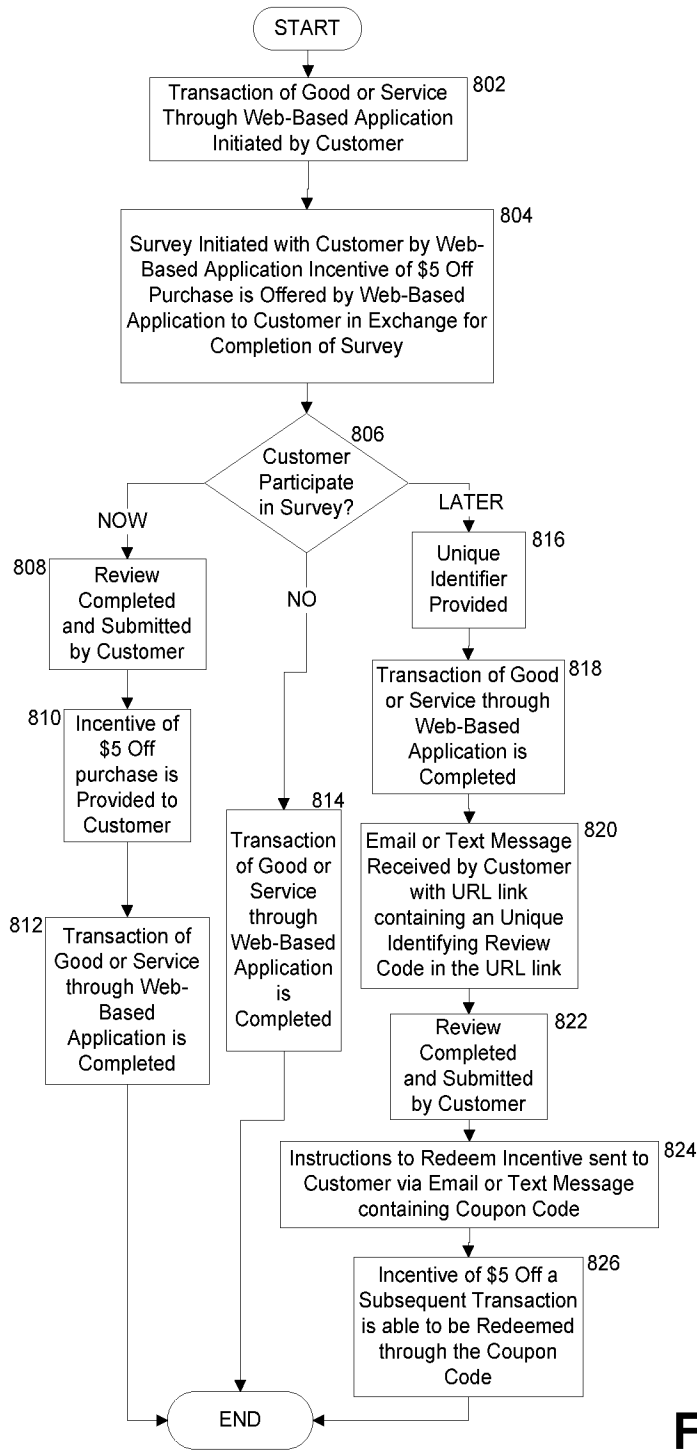 START
802
Transaction of Good or Service
Through Web-Based Application
Initiated by Customer
804
Survey Initiated with Customer by Web-
Based Application Incentive of $5 Off
Purchase is Offered by Web-Based
Application to Customer in Exchange for
Completion of Survey
806
Customer
Participate
in Survey?
NOW
808
Review
Completed
and Submitted
by Customer
810
Incentive of
$5 Off
purchase is
Provided to
Customer
812
Transaction of
Good or Service
through Web-
Based
Application is
Completed
NO
814
Transaction
of Good or
Service
through
Web-Based
Application
is
Completed
LATER
816
Unique
Identifier
Provided
818
Transaction of Good
or Service through
Web-Based
Application is
Completed
820
Email or Text Message
Received by Customer
with URL link
containing an Unique
Identifying Review
Code in the URL link
822
Review
Completed
and Submitted
by Customer
824
Instructions to Redeem Incentive sent to
Customer via Email or Text Message
containing Coupon Code
826
Incentive of $5 Off a
Subsequent Transaction
is able to be Redeemed
through the Coupon
Code
END
F